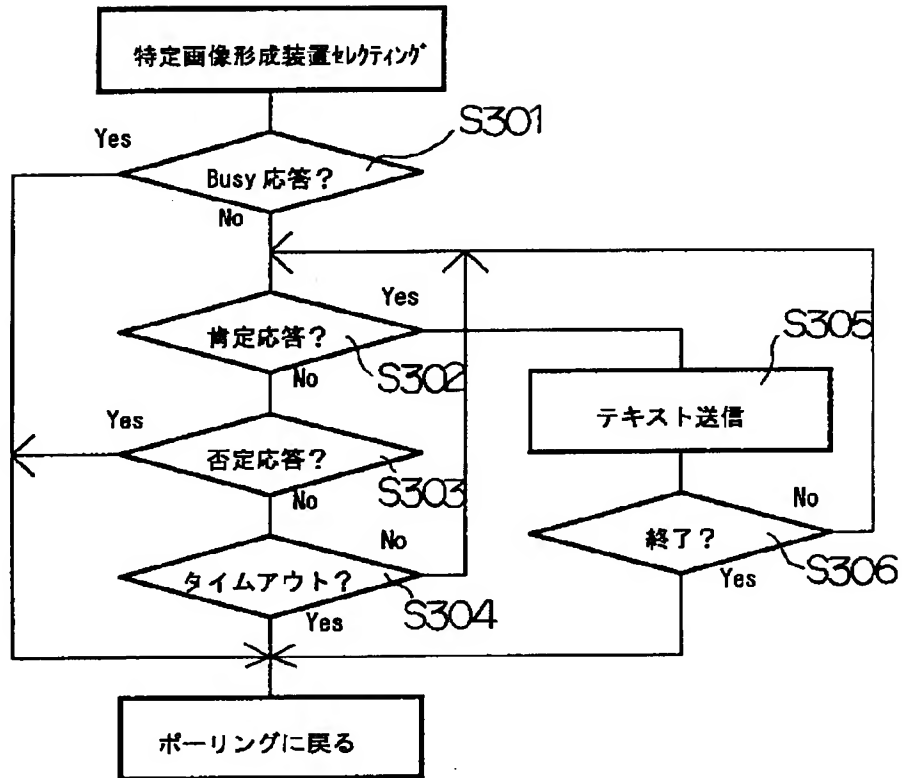 特定画像形成装置ｾﾚｸﾃｨﾝｸﾞ
S301
Yes
Busy 応答？
No
Yes
肯定応答？
S302
No
S305
テキスト送信
Yes
否定応答？
S303
No
No
終了？
S306
Yes
No
タイムアウト？
S304
Yes
ポーリングに戻る